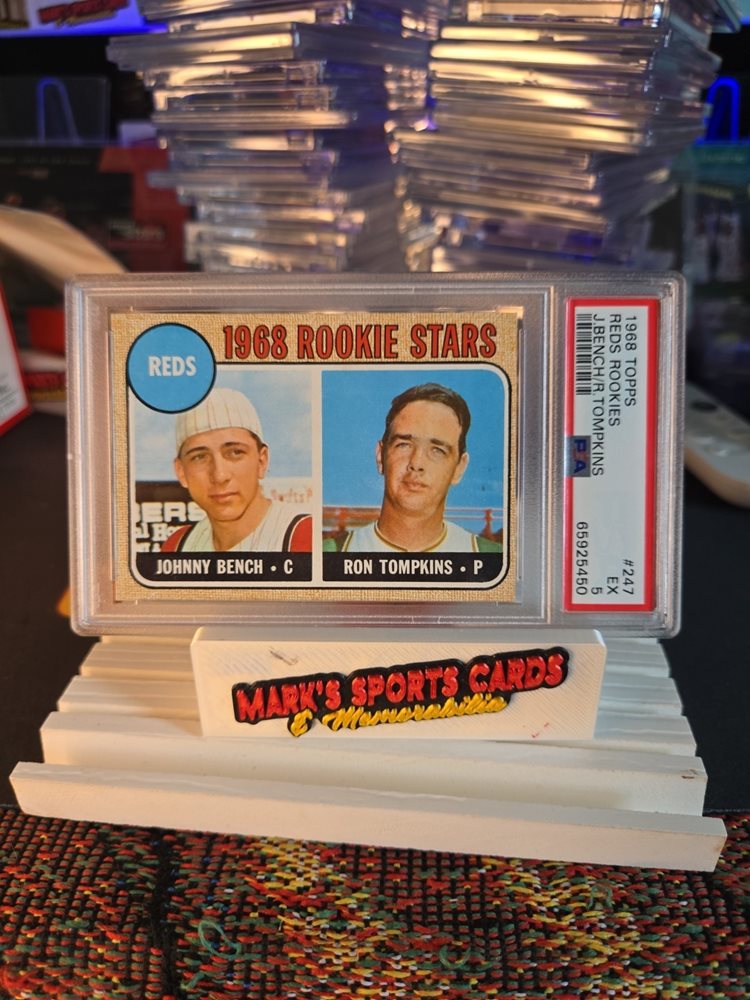 1968 ROOKIE STARS
REDS
JOHNNY BENCH • C
RON TOMPKINS • P
1968 TOPPS
REDS ROOKIES
J.BENCH/R.TOMPKINS
#247
EX
5
65925450
PSA
MARK'S SPORTS CARDS
& Memorabilia